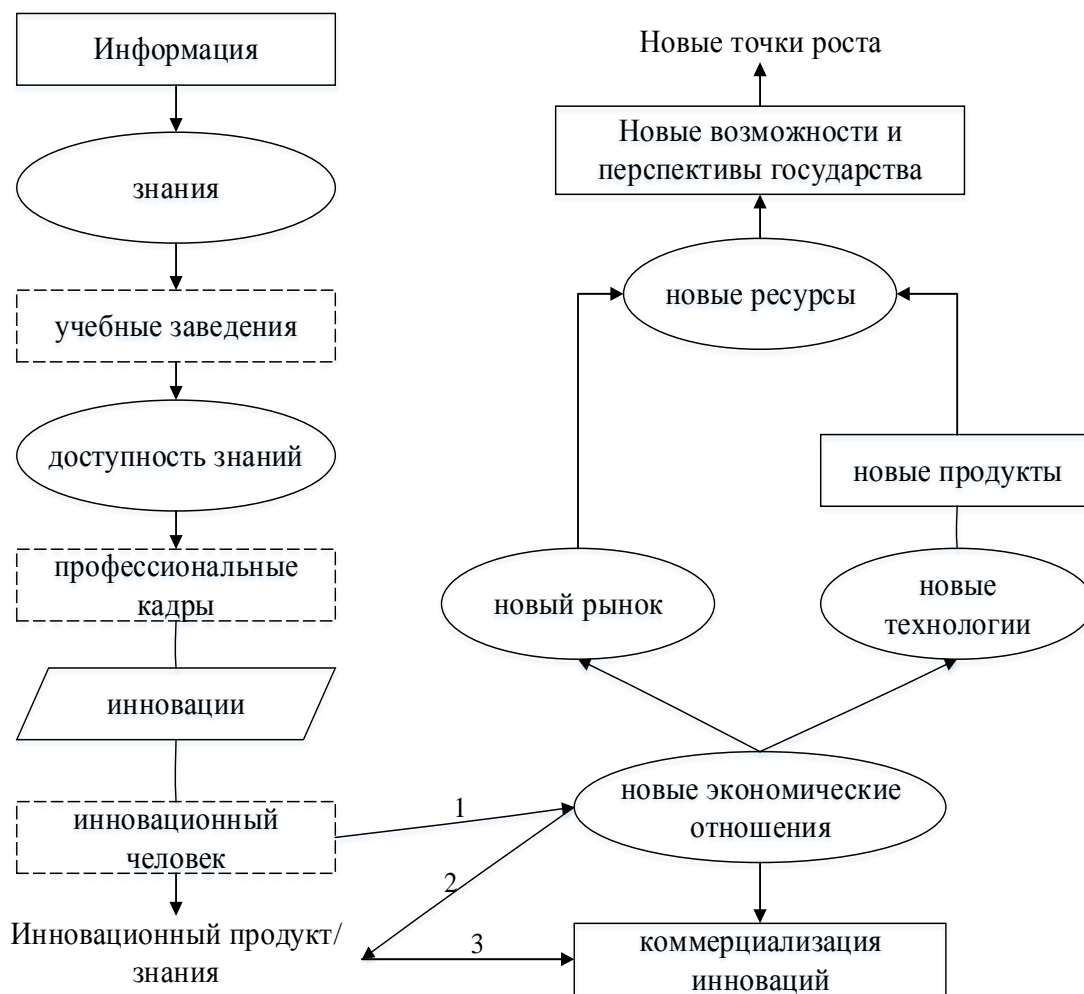 Информация
знания
учебные заведения
доступность знаний
профессиональные
кадры
инновации
инновационный
человек
Инновационный продукт/
знания
1
2
3
Новые точки роста
Новые возможности и
перспективы государства
новые ресурсы
новые продукты
новый рынок
новые
технологии
новые экономические
отношения
коммерциализация
инноваций